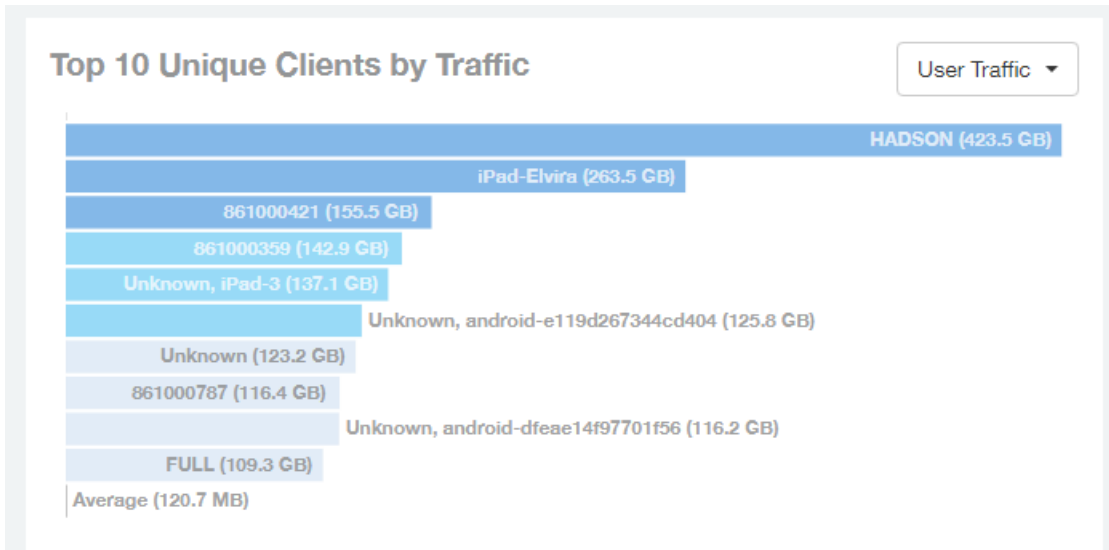 Top 10 Unique Clients by Traffic
User Traffic
HADSON (423.5 GB)
iPad-Elvira (263.5 GB)
861000421 (155.5 GB)
861000359 (142.9 GB)
Unknown, iPad-3 (137.1 GB)
Unknown, android-e119d267344cd404 (125.8 GB)
Unknown (123.2 GB)
861000787 (116.4 GB)
Unknown, android-dfeae14f97701f56 (116.2 GB)
FULL (109.3 GB)
Average (120.7 MB)